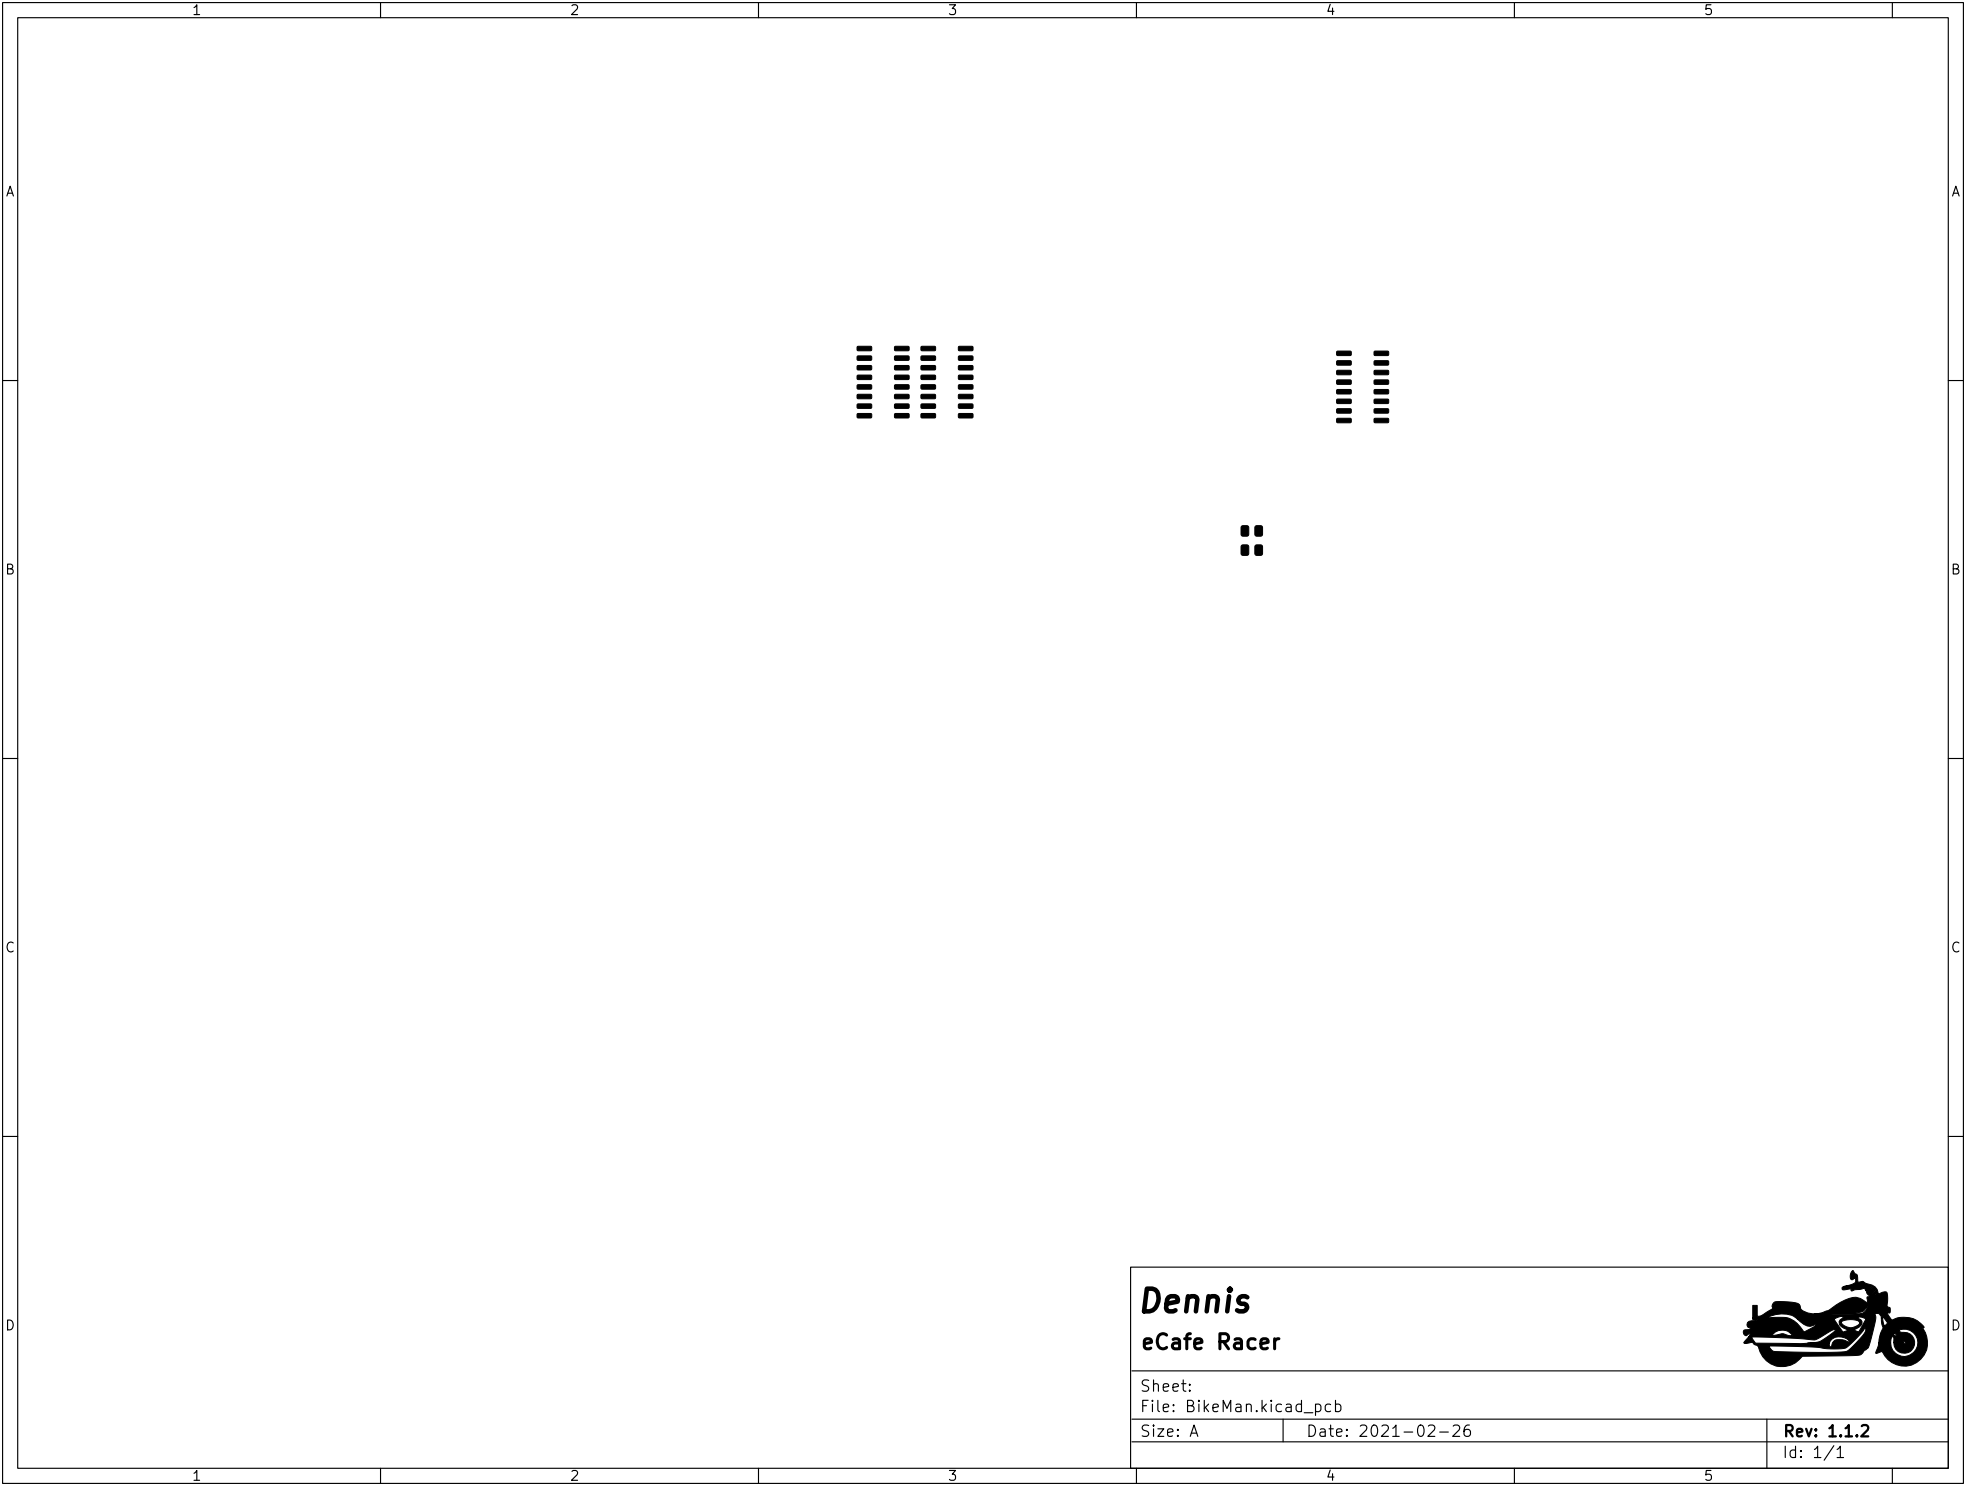 1 2 3 4 5
A A
B B
C C
Dennis
eCafe Racer
D D
Sheet:
File: BikeMan.kicad_pcb
Size: A Date: 2021-02-26 Rev: 1.1.2
Id: 1/1
1 2 3 4 5